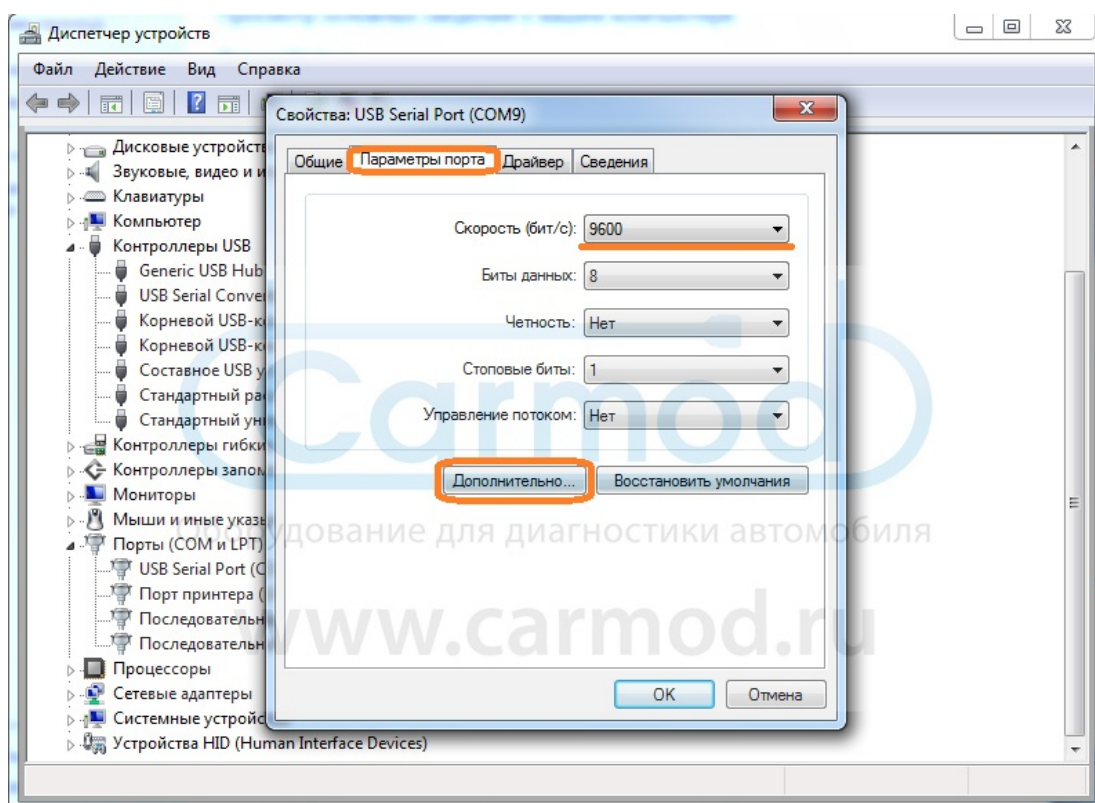 Диспетчер устройств
Файл Действие Вид Справка
Свойства: USB Serial Port (COM9)
Общие Параметры порта Драйвер Сведения
Скорость (бит/с): 9600
Биты данных: 8
Четность: Нет
Стоповые биты: 1
Управление потоком: Нет
Дополнительно... Восстановить умолчания
OK Отмена
Дисковые устройств
Звуковые, видео и и
Клавиатуры
Компьютер
Контроллеры USB
Generic USB Hub
USB Serial Conver
Корневой USB-к
Корневой USB-к
Составное USB у
Стандартный ра
Стандартный ун
Контроллеры гибки
Контроллеры запом
Мониторы
Мыши и иные указ
Порты (COM и LPT)
USB Serial Port (C
Порт принтера (
Последовательн
Последовательн
Процессоры
Сетевые адаптеры
Системные устройс
Устройства HID (Human Interface Devices)
Carmod
Оборудование для диагностики автомобиля
www.carmod.ru